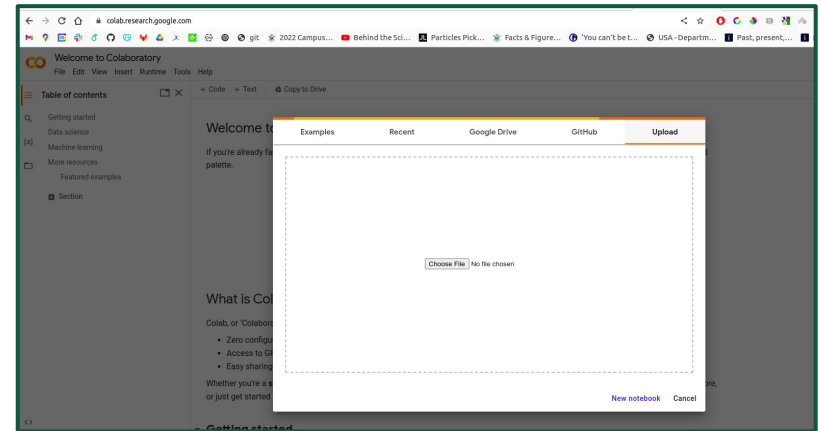 colab.research.google.com
git 2022 Campus... Behind the Sci... Particles Pick... Facts & Figure... 'You can't be t... USA - Departm... Past, present,...
Welcome to Colaboratory
File Edit View Insert Runtime Tools Help
Table of contents
+ Code + Text Copy to Drive
Getting started
Data science
Machine learning
More resources
Featured examples
Section
Welcome to
Examples Recent Google Drive GitHub Upload
If you're already fa
palette.
Choose File No file chosen
What is Col
Colab, or 'Colabora
Zero configu
Access to GP
Easy sharing
Whether you're a s
or just get started
New notebook Cancel
Getting started